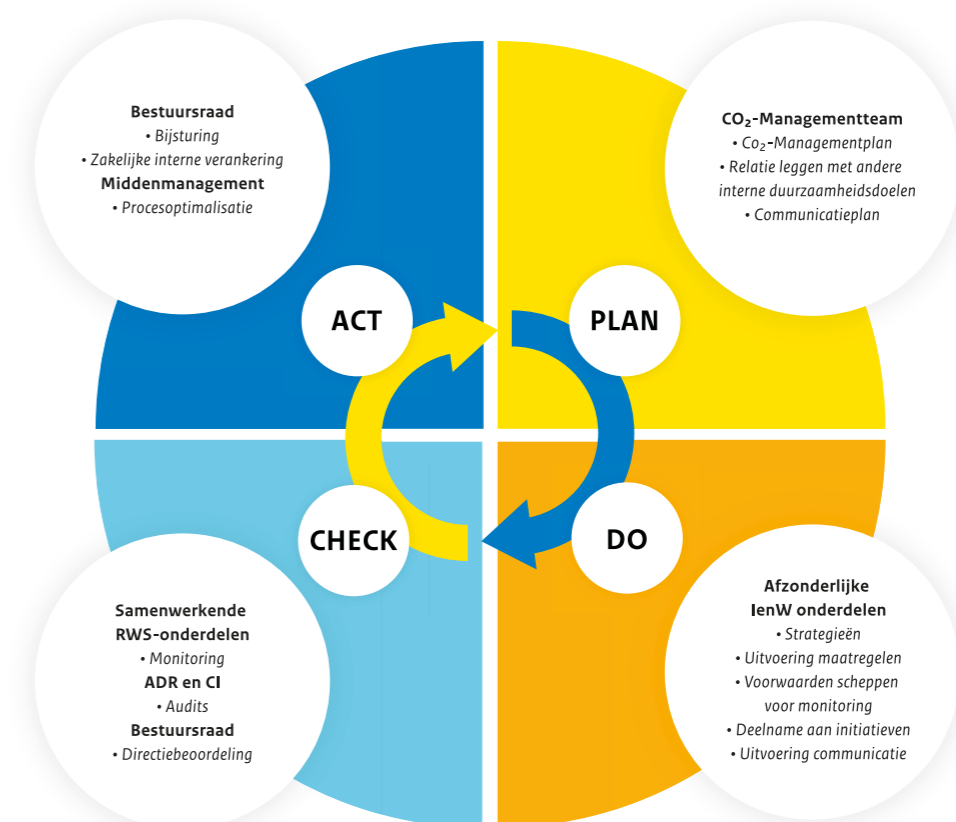 Bestuursraad
• Bijsturing
• Zakelijke interne verankering
Middenmanagement
• Procesoptimalisatie
CO₂-Managementteam
• Co₂-Managementplan
• Relatie leggen met andere
interne duurzaamheidsdoelen
• Communicatieplan
ACT
PLAN
CHECK
DO
Samenwerkende
RWS-onderdelen
• Monitoring
ADR en CI
• Audits
Bestuursraad
• Directiebeoordeling
Afzonderlijke
IenW onderdelen
• Strategieën
• Uitvoering maatregelen
• Voorwaarden scheppen
voor monitoring
• Deelname aan initiatieven
• Uitvoering communicatie